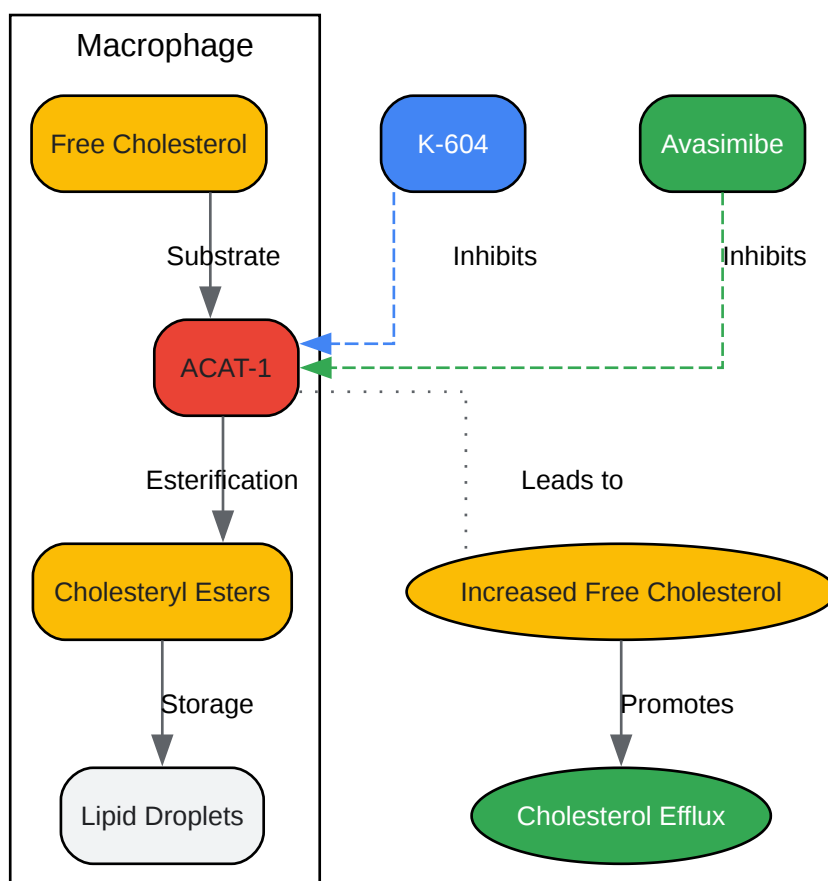 Macrophage
Free Cholesterol
K-604
Avasimibe
Substrate
Inhibits
Inhibits
ACAT-1
Esterification
Leads to
Cholesteryl Esters
Increased Free Cholesterol
Storage
Promotes
Lipid Droplets
Cholesterol Efflux